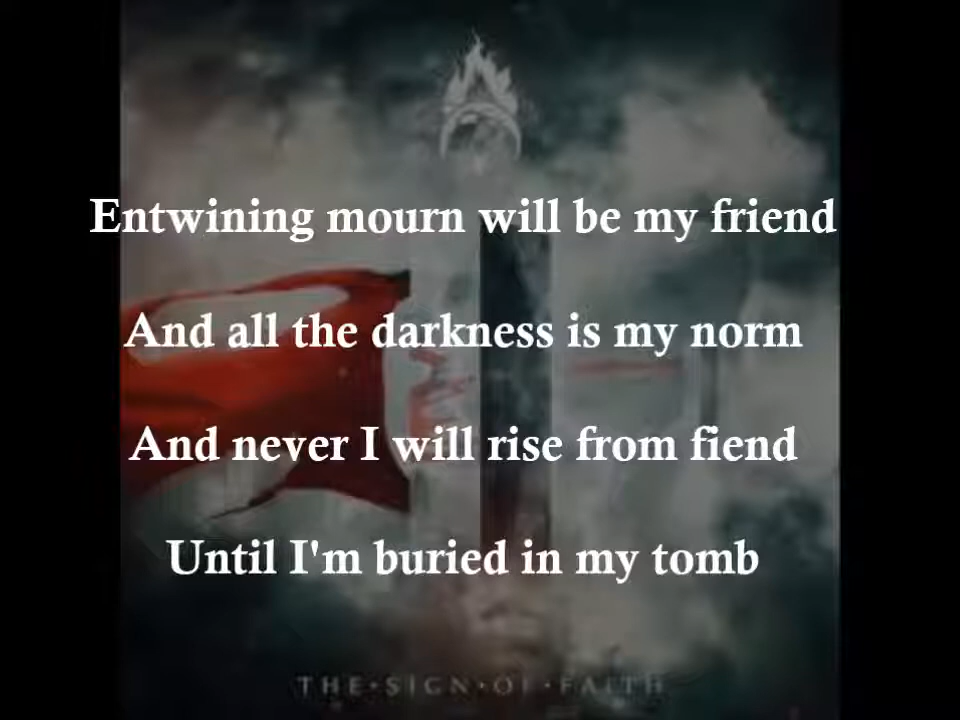 Entwining mourn will be my friend
And all the darkness is my norm
And never I will rise from fiend
Until I'm buried in my tomb
THE•SIGN•OF•FAITH